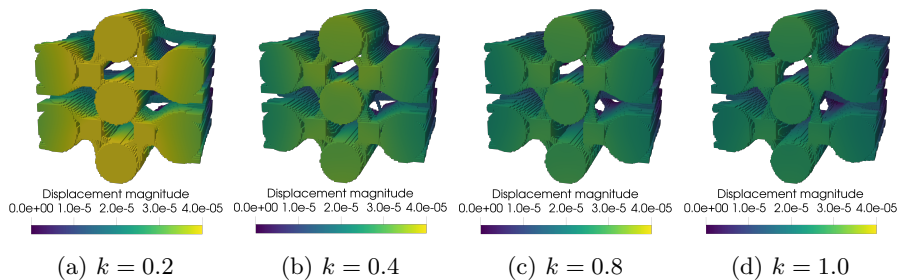 Displacement magnitude Displacement magnitude Displacement magnitude Displacement magnitude
0.0e+00 1.0e-5 2.0e-5 3.0e-5 4.0e-05 0.0e+00 1.0e-5 2.0e-5 3.0e-5 4.0e-05 0.0e+00 1.0e-5 2.0e-5 3.0e-5 4.0e-05 0.0e+00 1.0e-5 2.0e-5 3.0e-5 4.0e-05
(a) k = 0.2 (b) k = 0.4 (c) k = 0.8 (d) k = 1.0